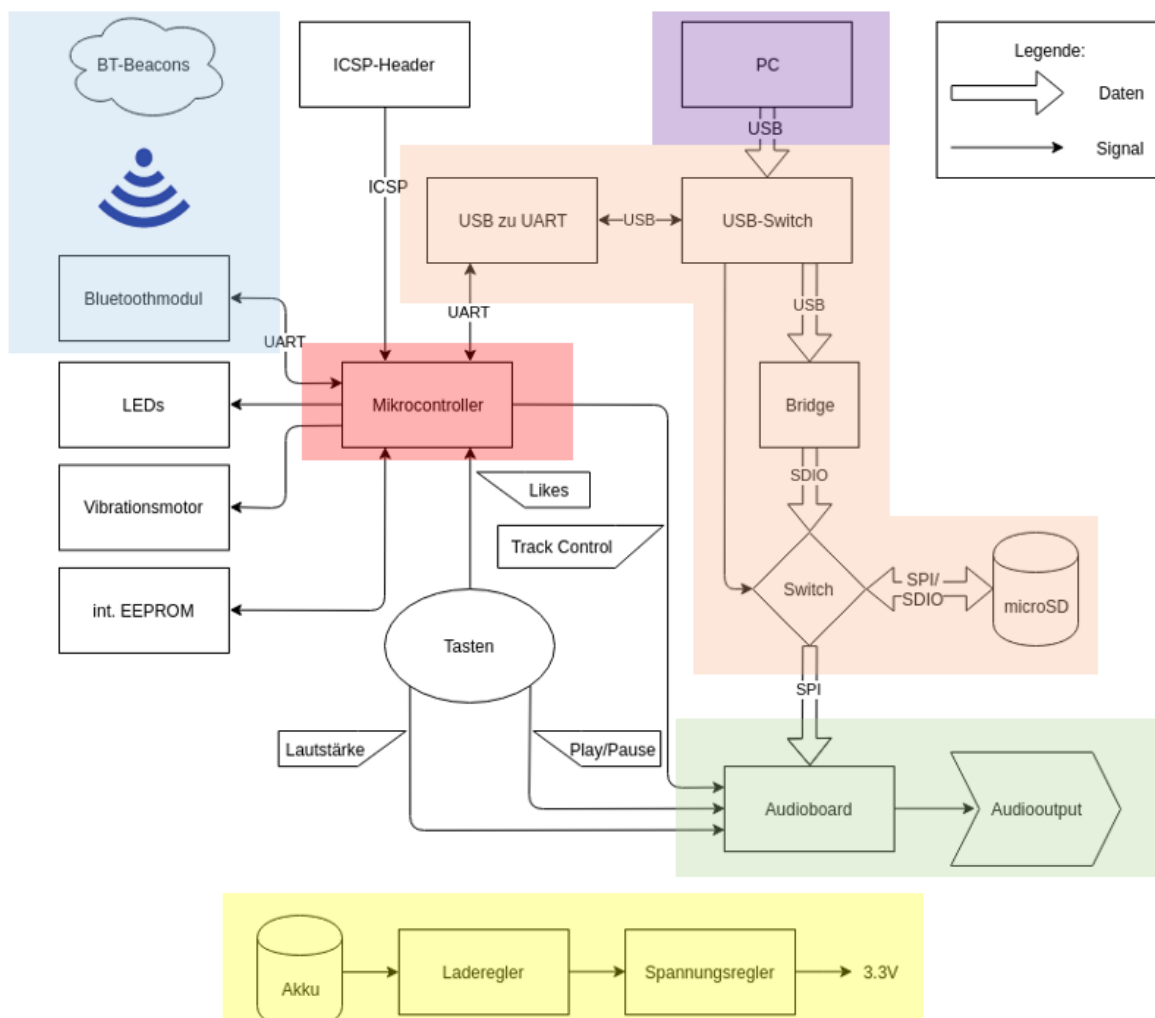 BT-Beacons
ICSP-Header
PC
Legende:
Daten
Signal
USB
ICSP
USB zu UART
USB
USB-Switch
Bluetoothmodul
UART
UART
USB
LEDs
Mikrocontroller
Bridge
Vibrationsmotor
Likes
SDIO
Track Control
int. EEPROM
Switch
SPI/
SDIO
microSD
Tasten
SPI
Lautstärke
Play/Pause
Audioboard
Audiooutput
Akku
Laderegler
Spannungsregler
3.3V